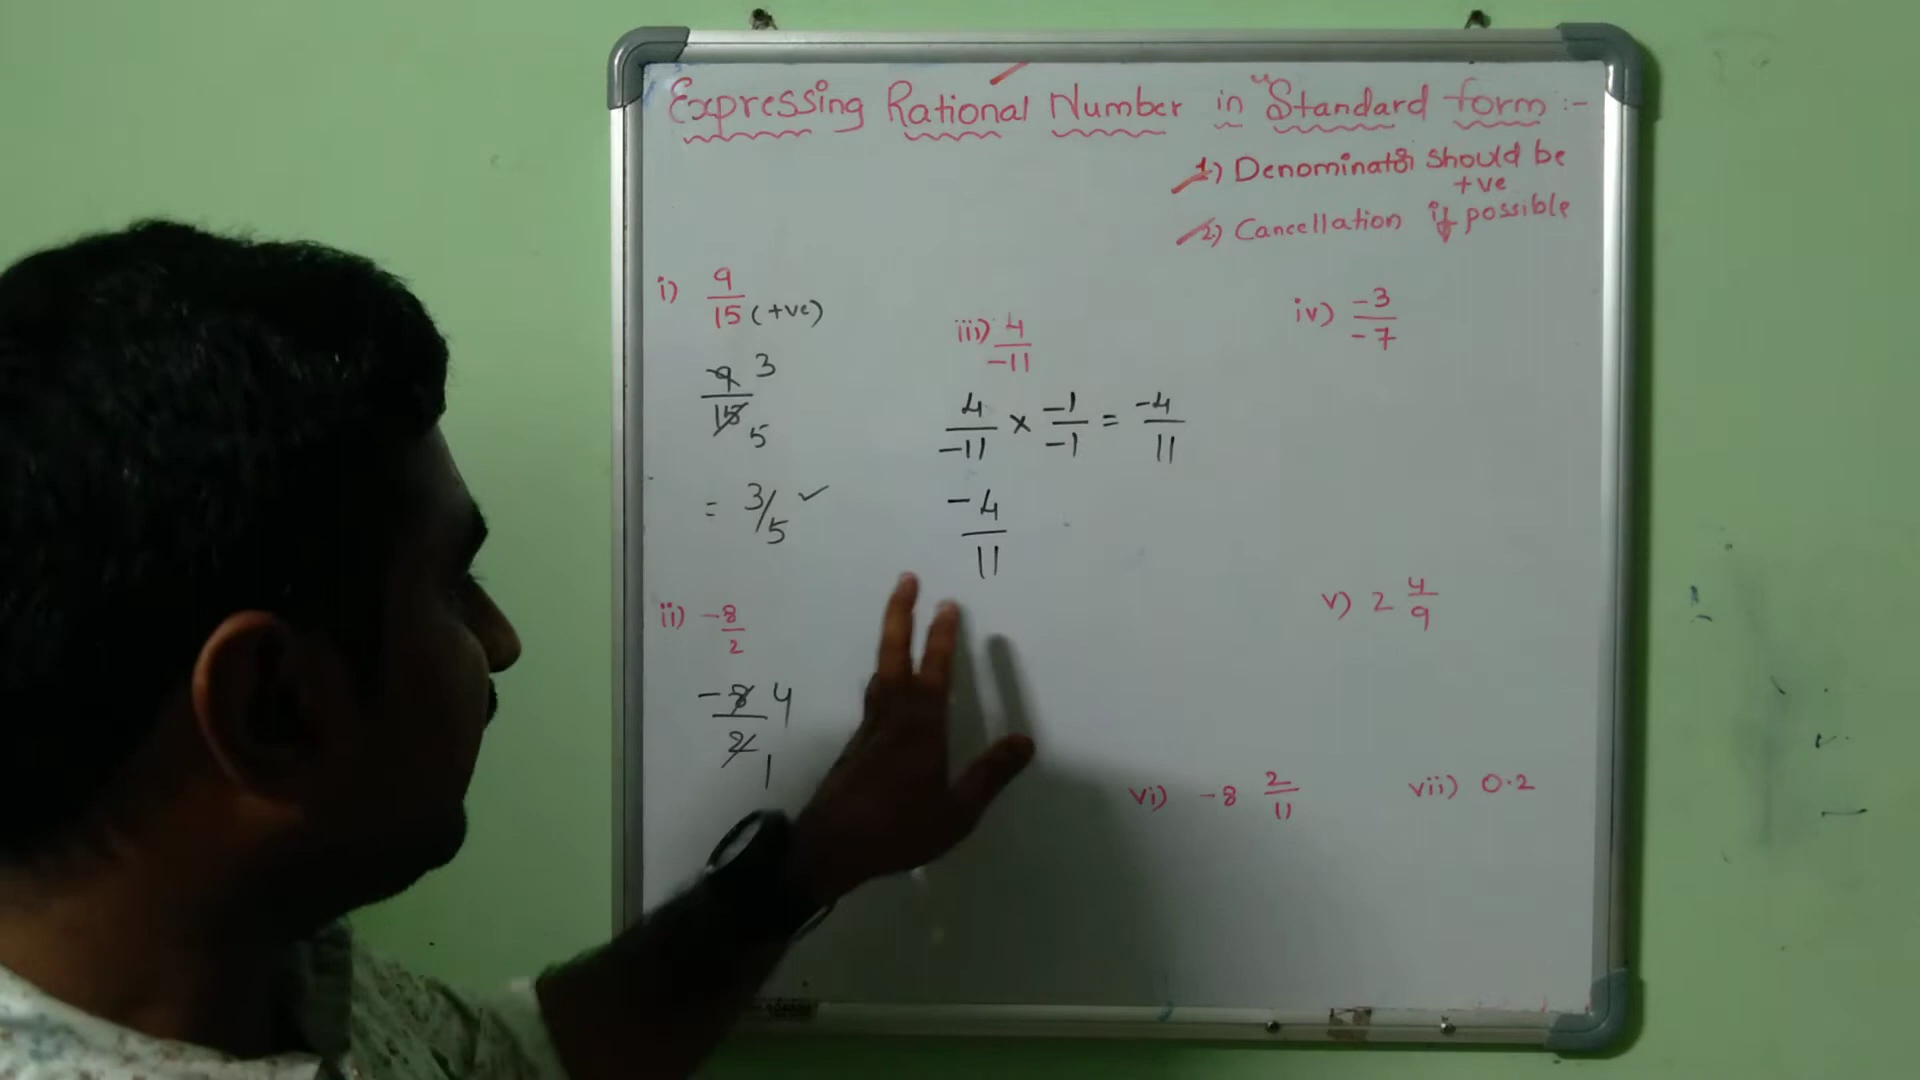 Expressing Rational Number in "Standard form :-
1) Denominator should be
+ve
2) Cancellation if possible
i) 9/15 (+ve)
9/15 3 5
= 3/5 ✓
ii) -8/2
-8/2 4 1
iii) 4/-11
4/-11 × -1/-1 = -4/11
-4/11
iv) -3/-7
v) 2 4/9
vi) -8 2/11
vii) 0.2